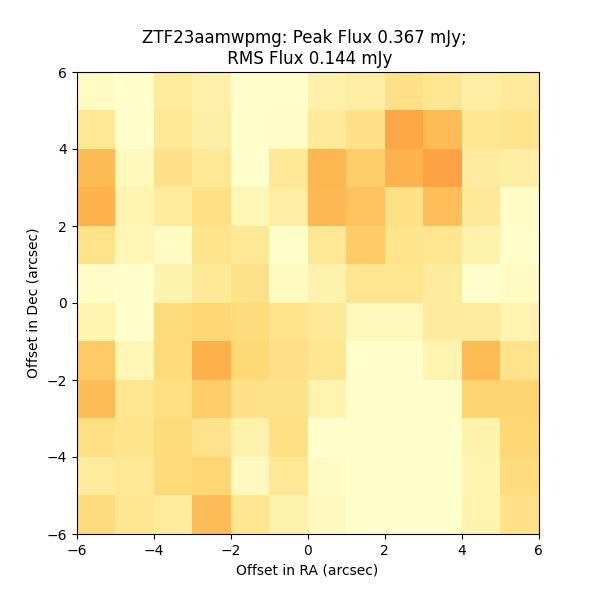 ZTF23aamwpmg: Peak Flux 0.367 mJy;
RMS Flux 0.144 mJy
6
4
2
0
−2
−4
−6
Offset in Dec (arcsec)
−6 −4 −2 0 2 4 6
Offset in RA (arcsec)